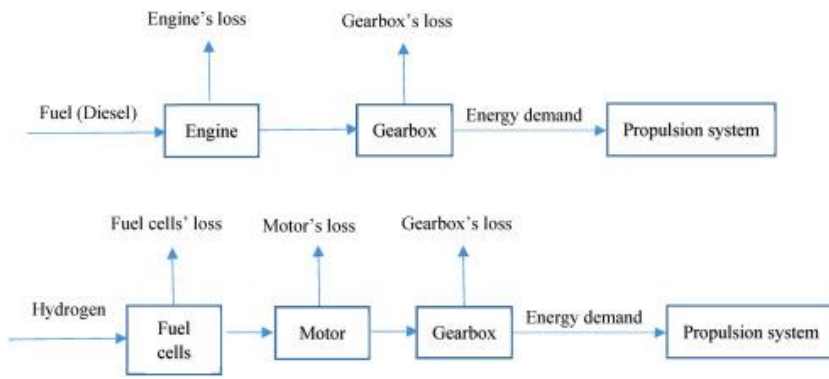 Engine’s loss
Gearbox’s loss
Fuel (Diesel)
Engine
Gearbox
Energy demand
Propulsion system
Fuel cells’ loss
Motor’s loss
Gearbox’s loss
Hydrogen
Fuel
cells
Motor
Gearbox
Energy demand
Propulsion system